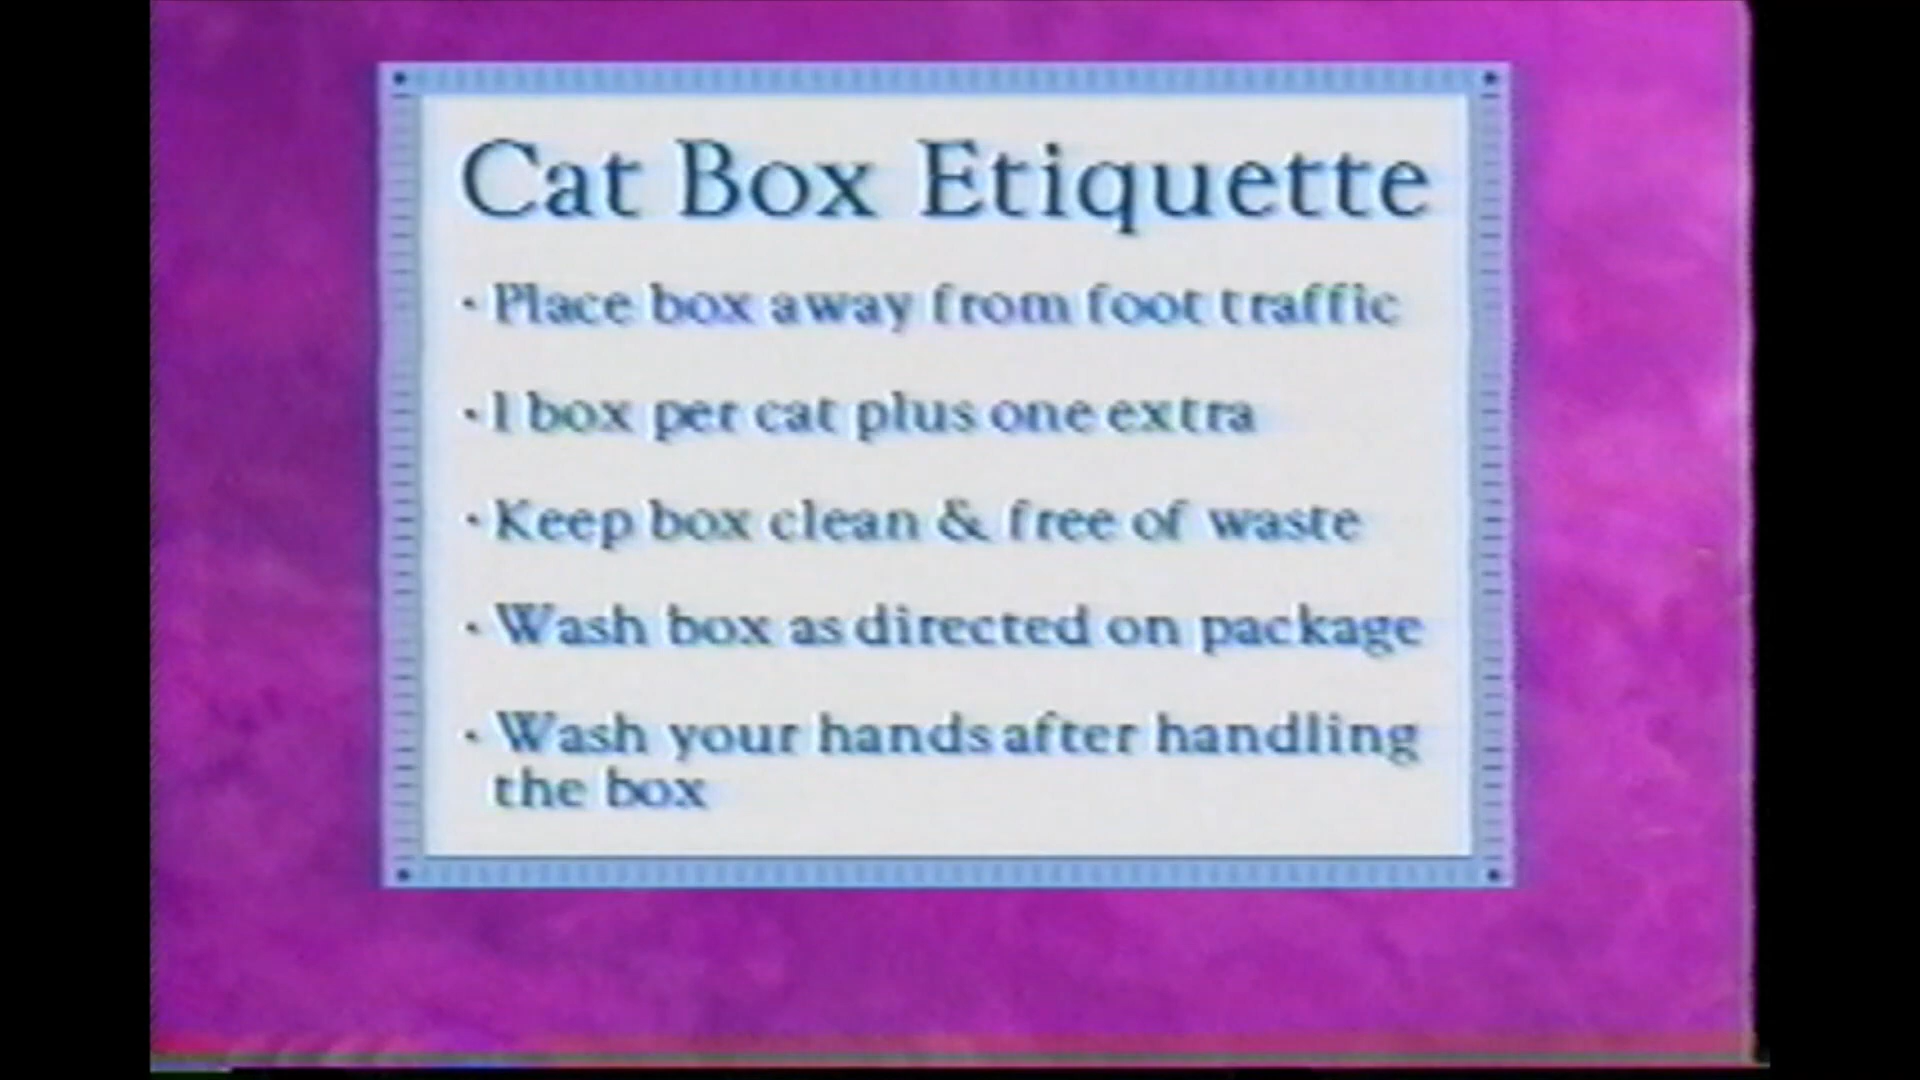 Cat Box Etiquette
• Place box away from foot traffic
• 1 box per cat plus one extra
• Keep box clean & free of waste
• Wash box as directed on package
• Wash your hands after handling
the box